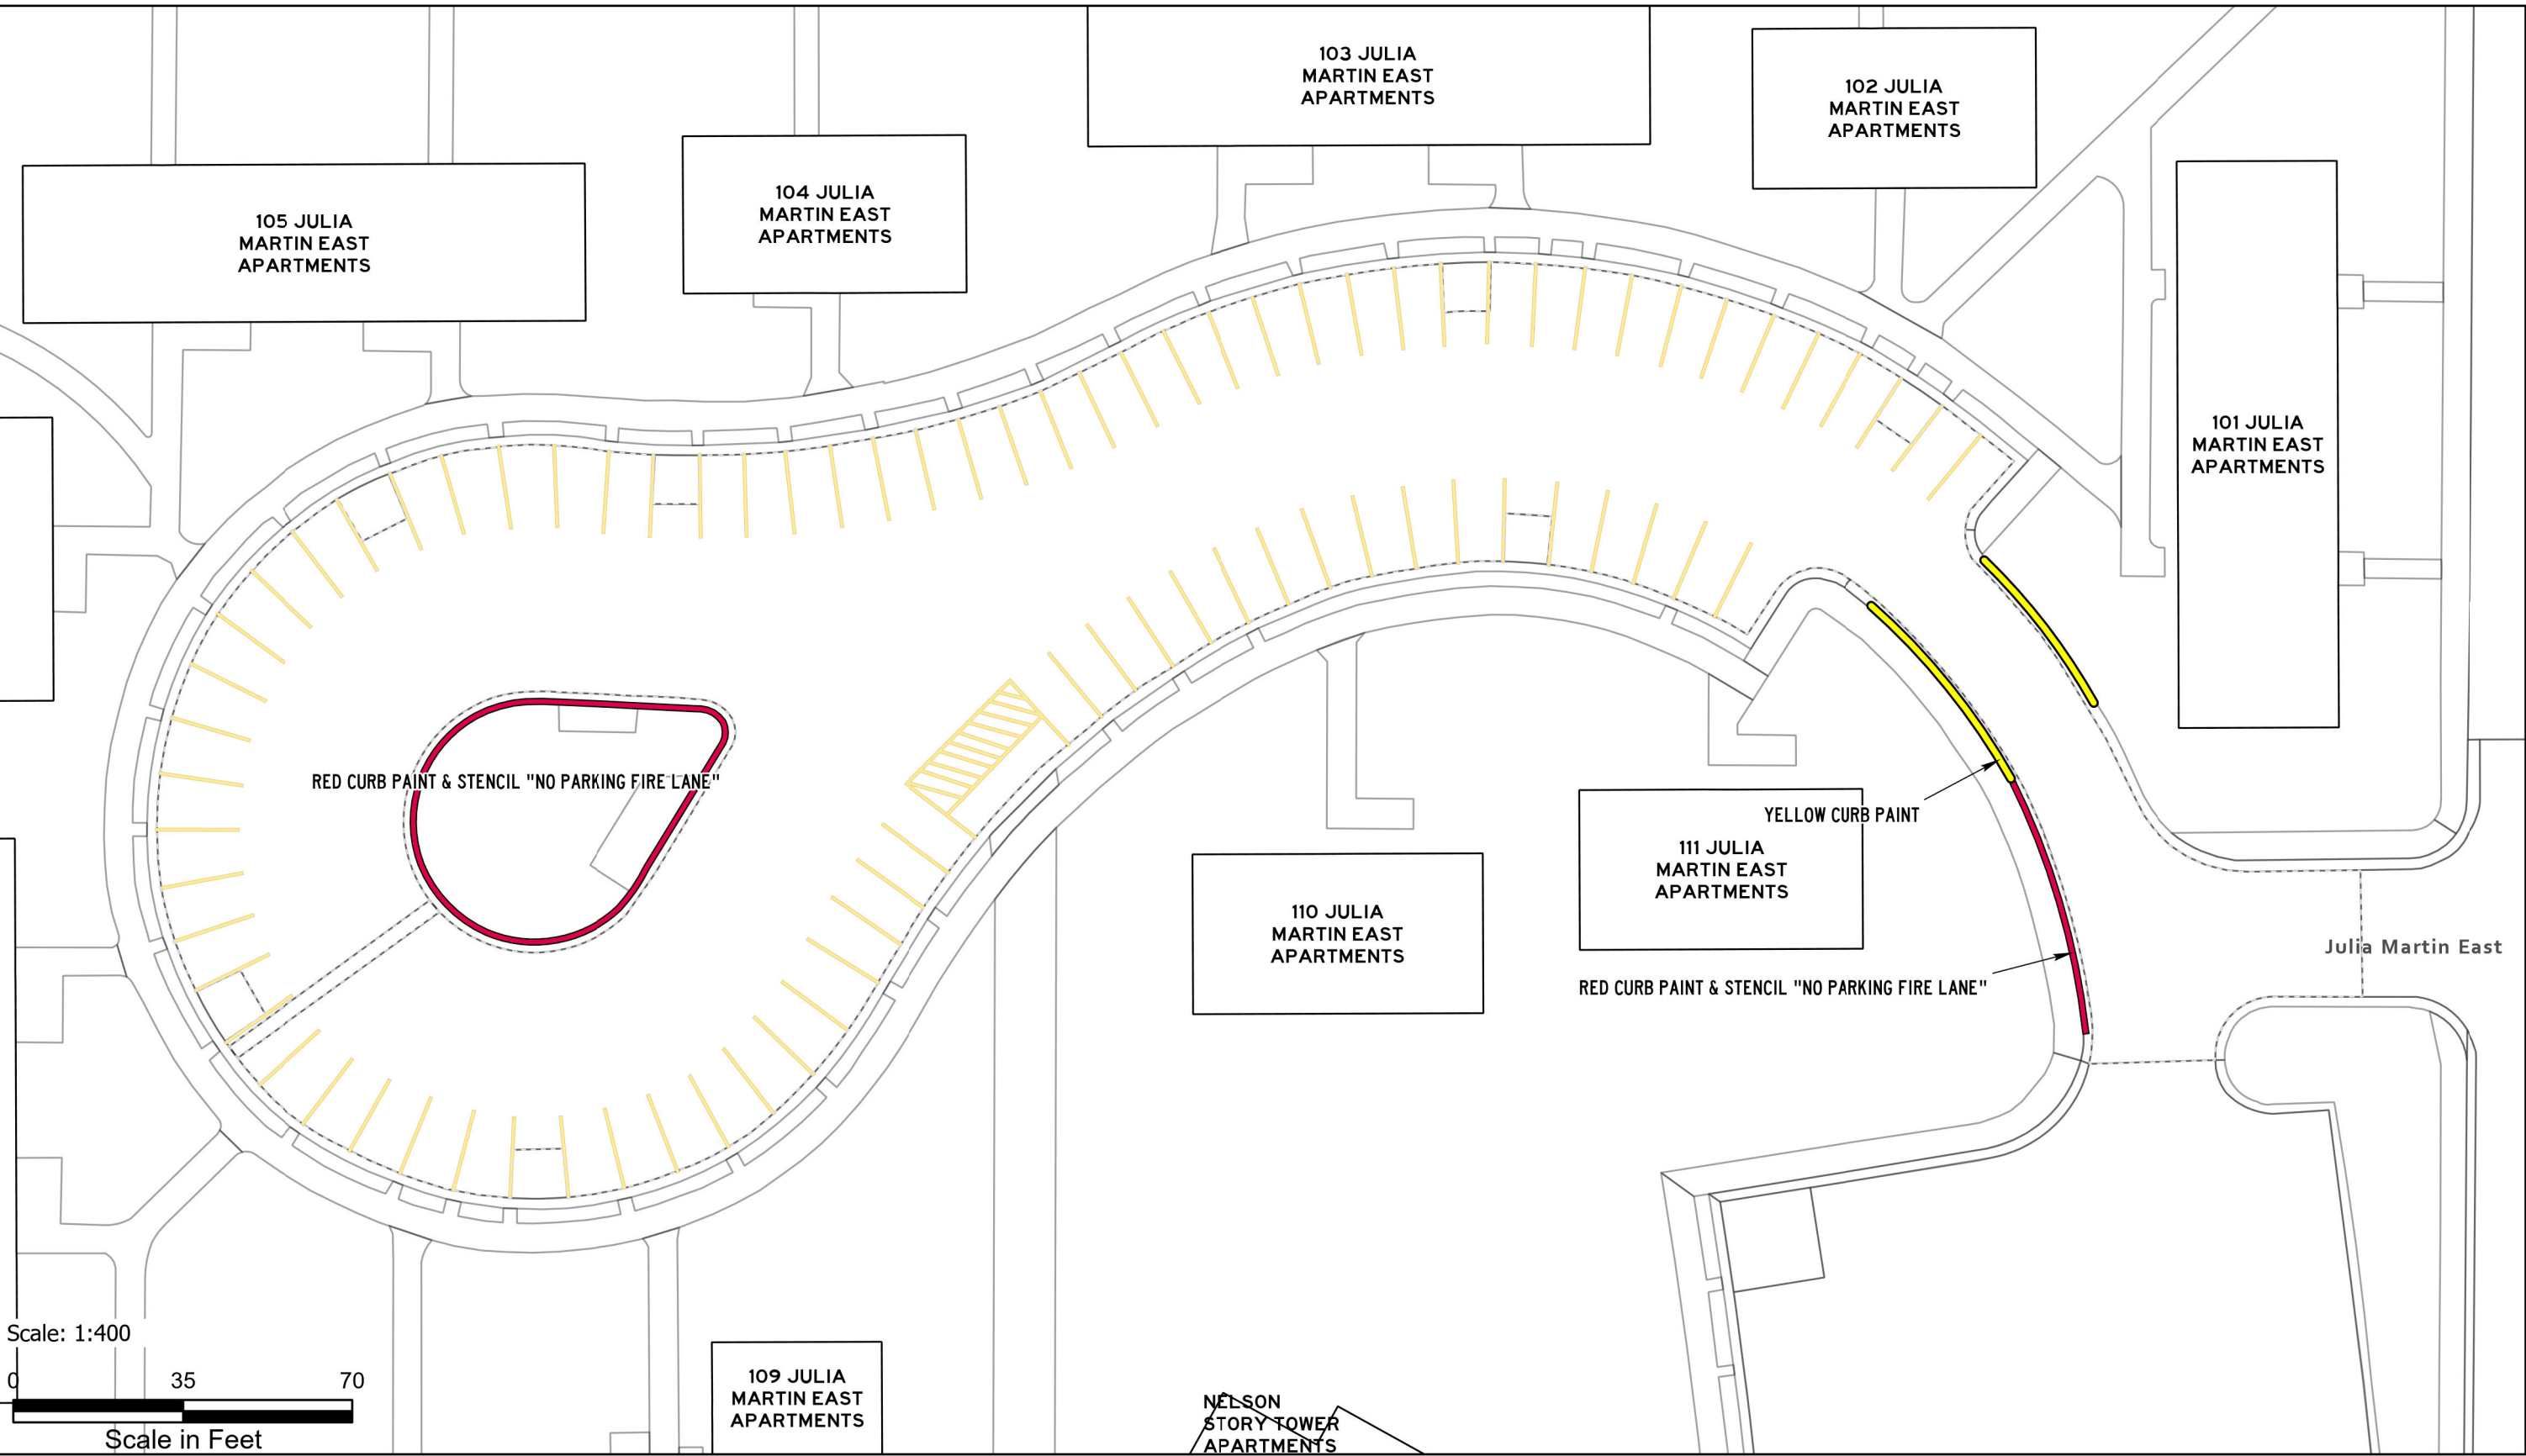 103 JULIA
MARTIN EAST
APARTMENTS
102 JULIA
MARTIN EAST
APARTMENTS
104 JULIA
MARTIN EAST
APARTMENTS
105 JULIA
MARTIN EAST
APARTMENTS
101 JULIA
MARTIN EAST
APARTMENTS
RED CURB PAINT & STENCIL "NO PARKING FIRE LANE"
YELLOW CURB PAINT
111 JULIA
MARTIN EAST
APARTMENTS
110 JULIA
MARTIN EAST
APARTMENTS
Julia Martin East
RED CURB PAINT & STENCIL "NO PARKING FIRE LANE"
Scale: 1:400
0 35 70
Scale in Feet
109 JULIA
MARTIN EAST
APARTMENTS
NELSON
STORY TOWER
APARTMENTS